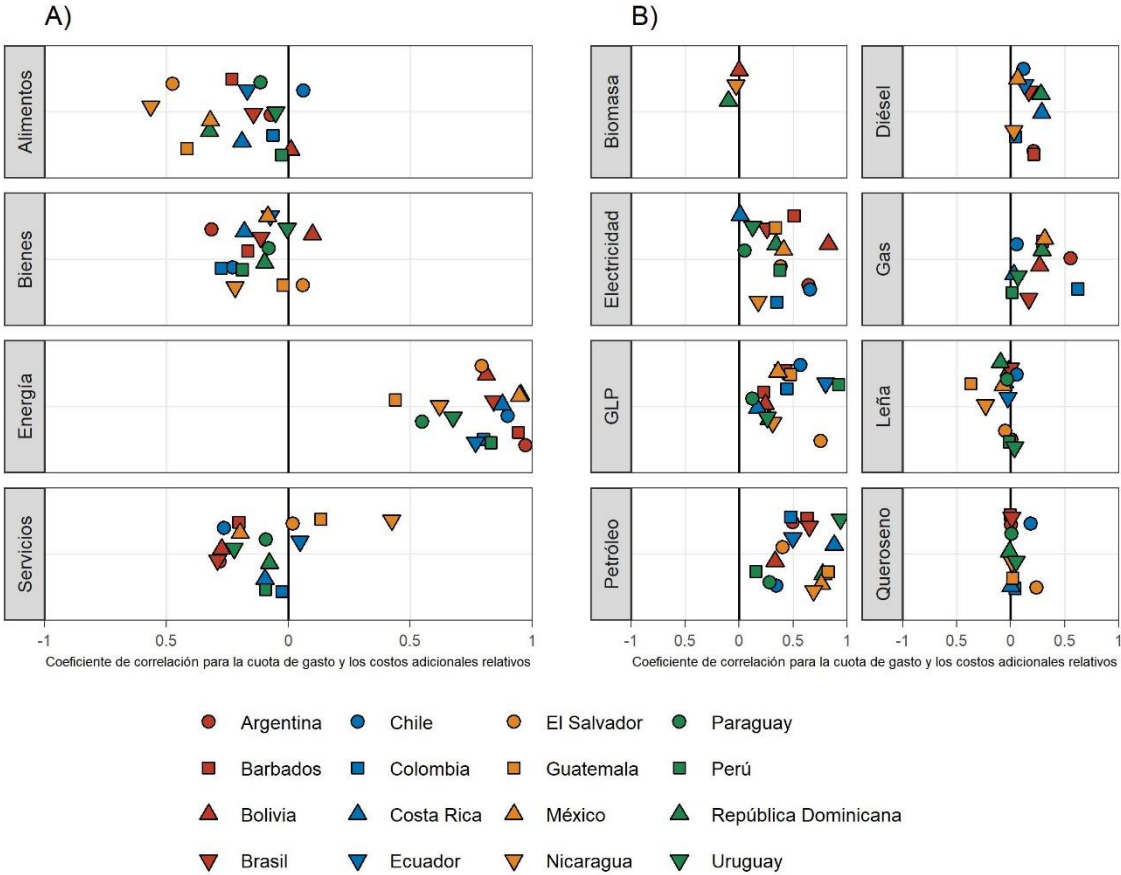 A)
B)
Alimentos
Bienes
Energía
Servicios
-1 0.5 0 0.5 1
Coeficiente de correlación para la cuota de gasto y los costos adicionales relativos
Biomasa
Diésel
Electricidad
Gas
GLP
Leña
Petróleo
Queroseno
-1 -0.5 0 0.5 1
-1 -0.5 0 0.5 1
Coeficiente de correlación para la cuota de gasto y los costos adicionales relativos
Argentina Chile El Salvador Paraguay
Barbados Colombia Guatemala Perú
Bolivia Costa Rica México República Dominicana
Brasil Ecuador Nicaragua Uruguay